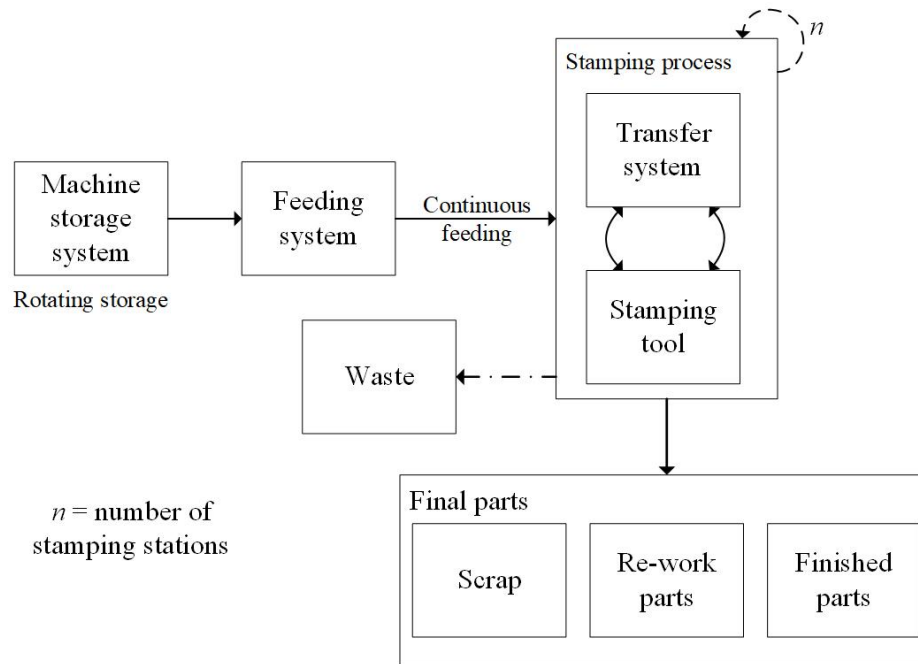 n
Stamping process
Transfer
system
Machine
storage
system
Feeding
system
Continuous
feeding
Rotating storage
Stamping
tool
Waste
Final parts
n = number of
stamping stations
Scrap
Re-work
parts
Finished
parts